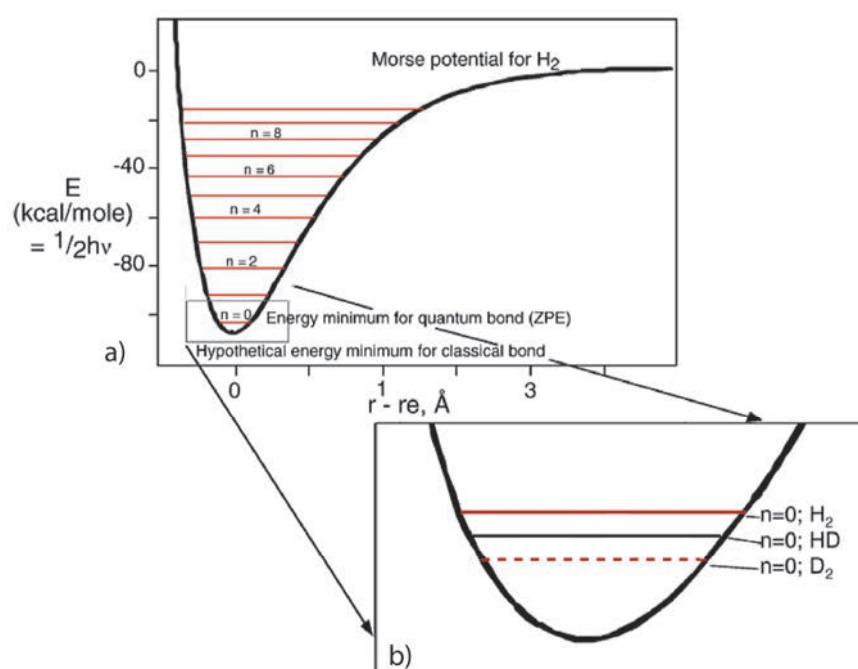 Morse potential for H2
0
-40
-80
E
(kcal/mole)
= 1/2hν
n = 8
n = 6
n = 4
n = 2
n = 0
Energy minimum for quantum bond (ZPE)
Hypothetical energy minimum for classical bond
a)
0
1
3
r - re, Å
n=0; H2
n=0; HD
n=0; D2
b)